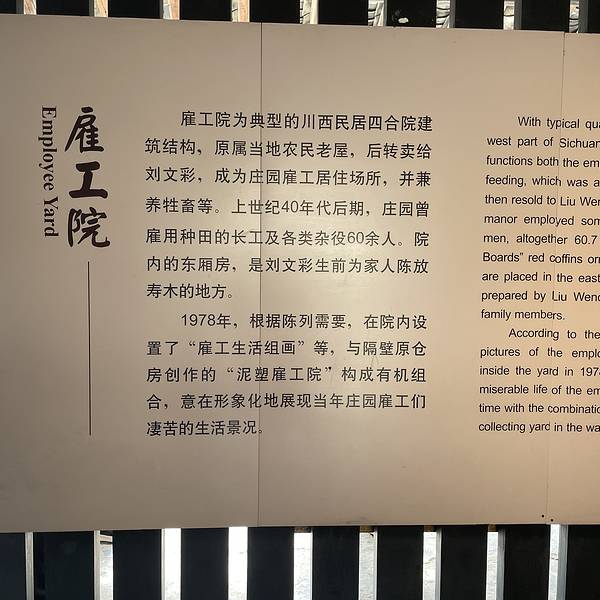 雇工院
Employee Yard
雇工院为典型的川西民居四合院建
筑结构，原属当地农民老屋，后转卖给
刘文彩，成为庄园雇工居住场所，并兼
养牲畜等。上世纪40年代后期，庄园曾
雇用种田的长工及各类杂役60余人。院
内的东厢房，是刘文彩生前为家人陈放
寿木的地方。
1978年，根据陈列需要，在院内设
置了“雇工生活组画”等，与隔壁原仓
房创作的“泥塑雇工院”构成有机组
合，意在形象化地展现当年庄园雇工们
凄苦的生活景况。
With typical qua
west part of Sichuan
functions both the em
feeding, which was a
then resold to Liu Wen
manor employed som
men, altogether 60.7
Boards" red coffins orn
are placed in the east
prepared by Liu Wenc
family members.
According to the
pictures of the emplo
inside the yard in 1978
miserable life of the em
time with the combinatio
collecting yard in the wa